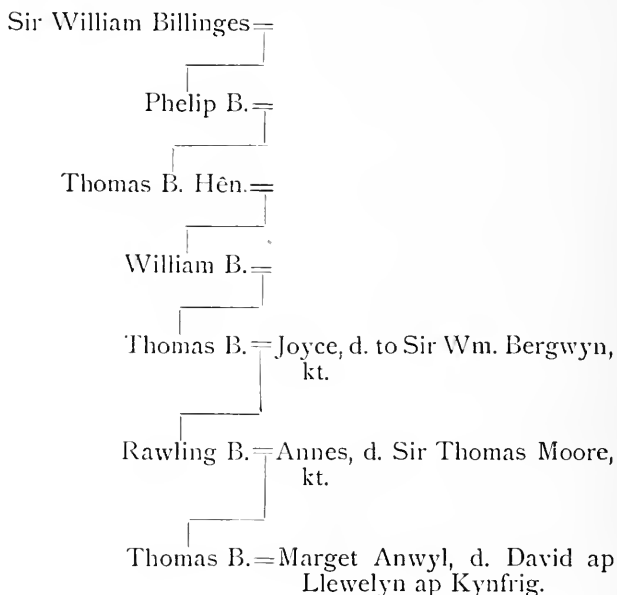 Sir William Billinges=
Phelip B.=
Thomas B. Hên.=
William B.=
Thomas B.=Joyce, d. to Sir Wm. Bergwyn,
kt.
Rawling B.=Annes, d. Sir Thomas Moore,
kt.
Thomas B.=Marget Anwyl, d. David ap
Llewelyn ap Kynfrig.